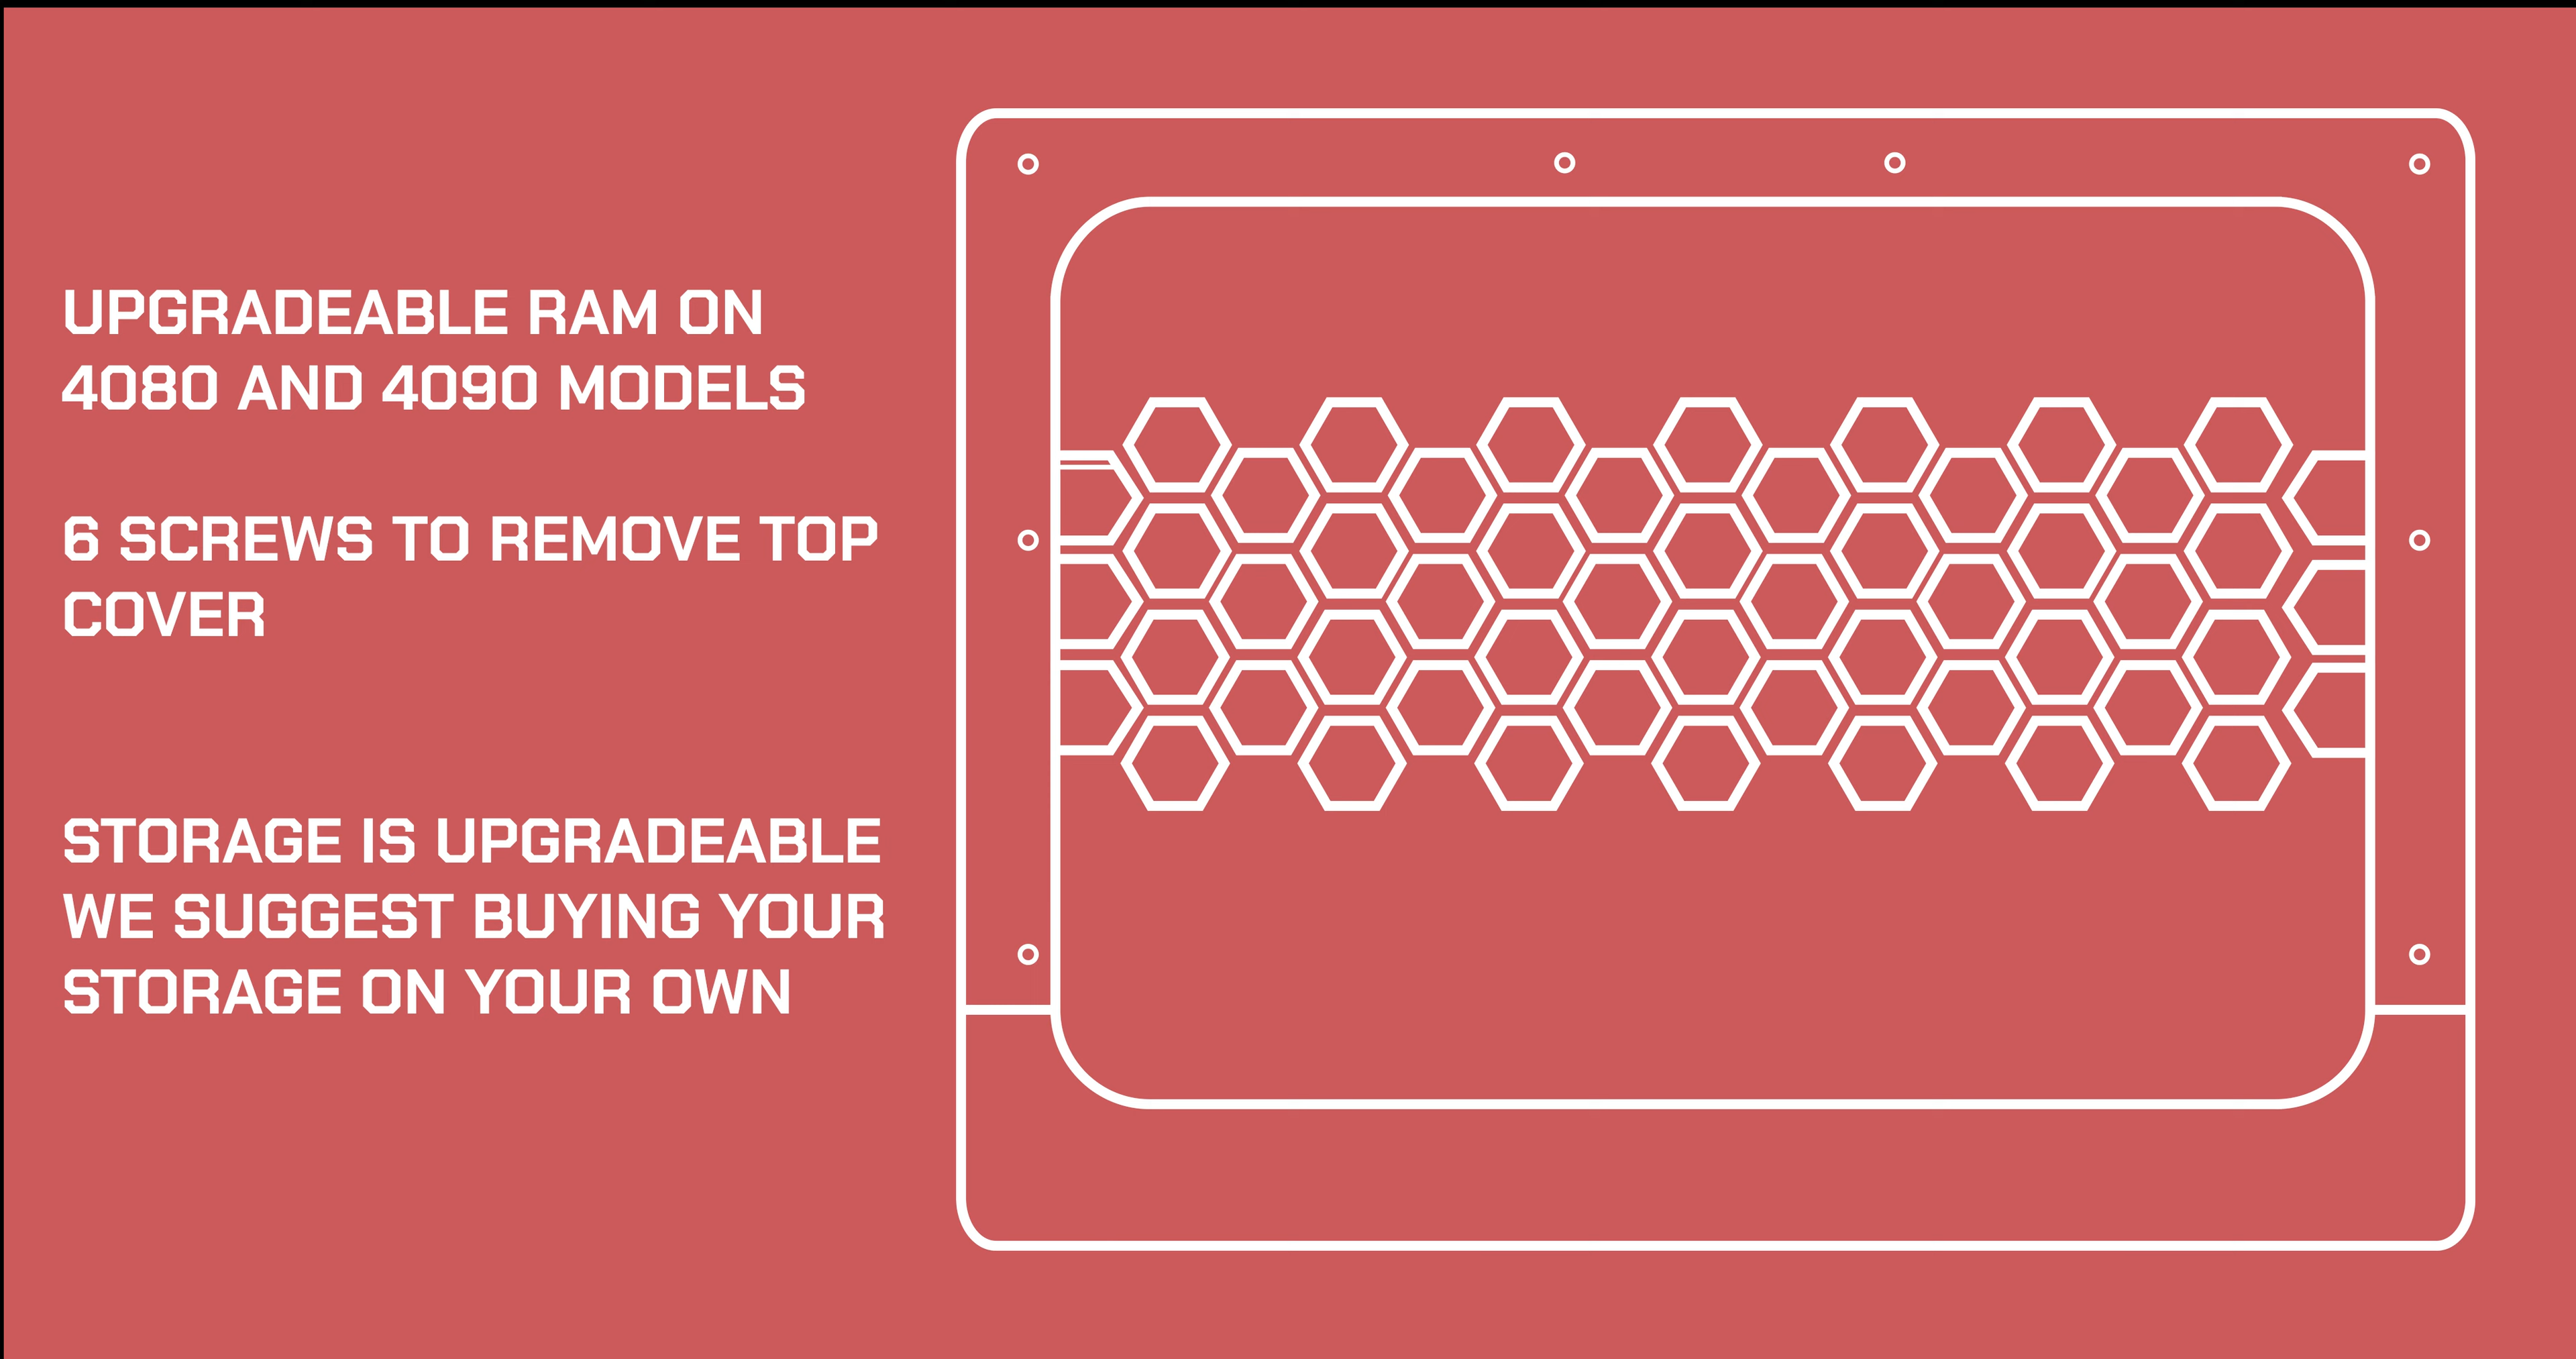 UPGRADEABLE RAM ON
4080 AND 4090 MODELS
6 SCREWS TO REMOVE TOP
COVER
STORAGE IS UPGRADEABLE
WE SUGGEST BUYING YOUR
STORAGE ON YOUR OWN